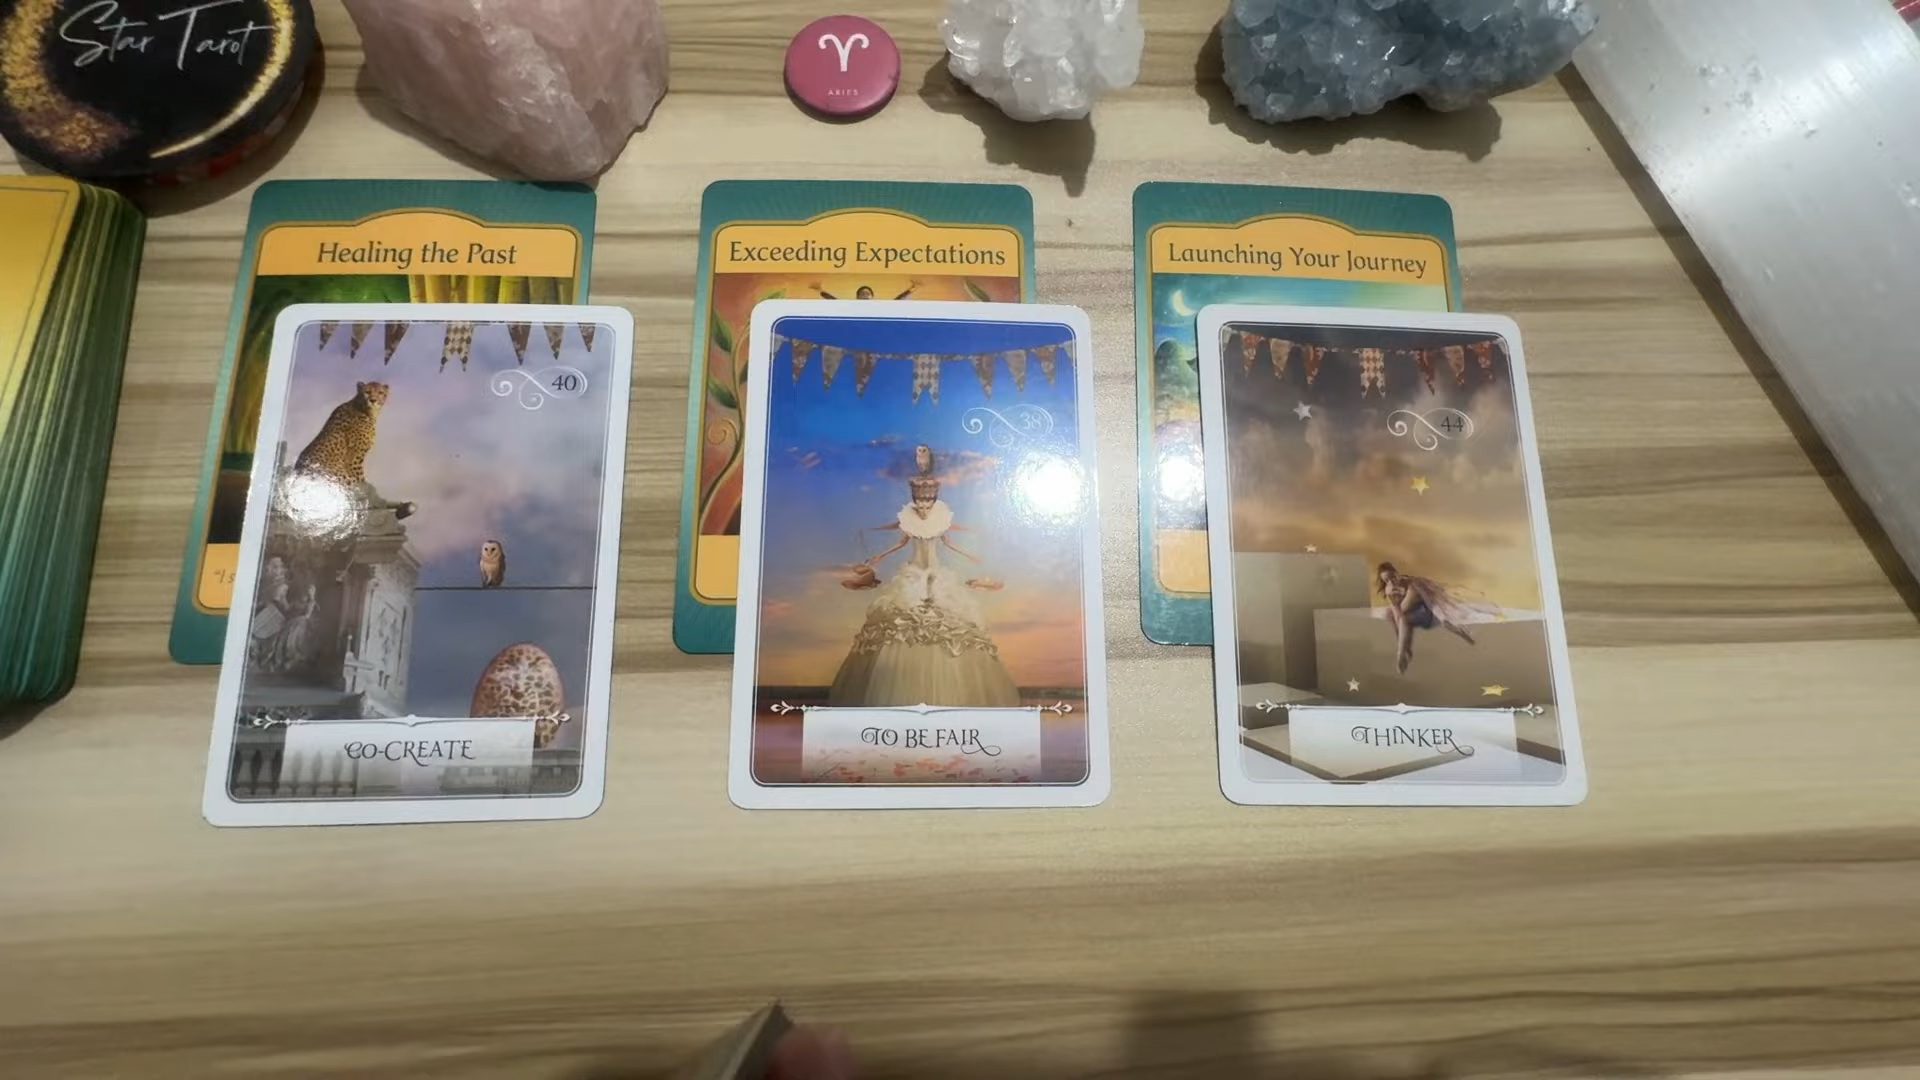 Star Tarot
ARIES
Healing the Past
Exceeding Expectations
Launching Your Journey
40
38
44
"I s
CO-CREATE
TO BE FAIR
THINKER